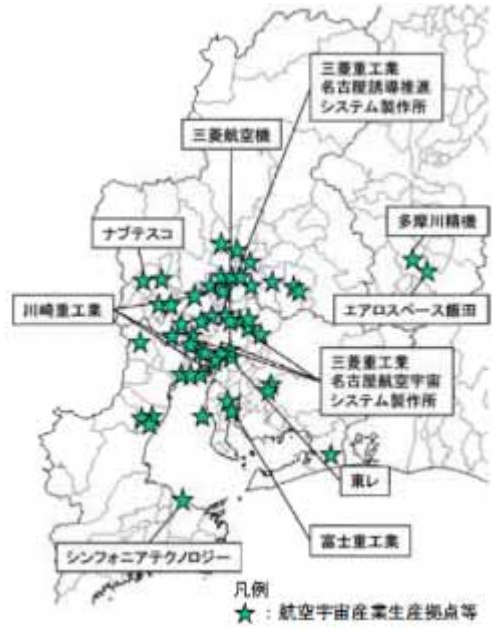 三菱重工業
名古屋誘導推進
システム製作所
三菱航空機
多摩川精機
ナブテスコ
エアロスペース飯田
川崎重工業
三菱重工業
名古屋航空宇宙
システム製作所
東レ
富士重工業
シンフォニアテクノロジー
凡例
★：航空宇宙産業生産拠点等